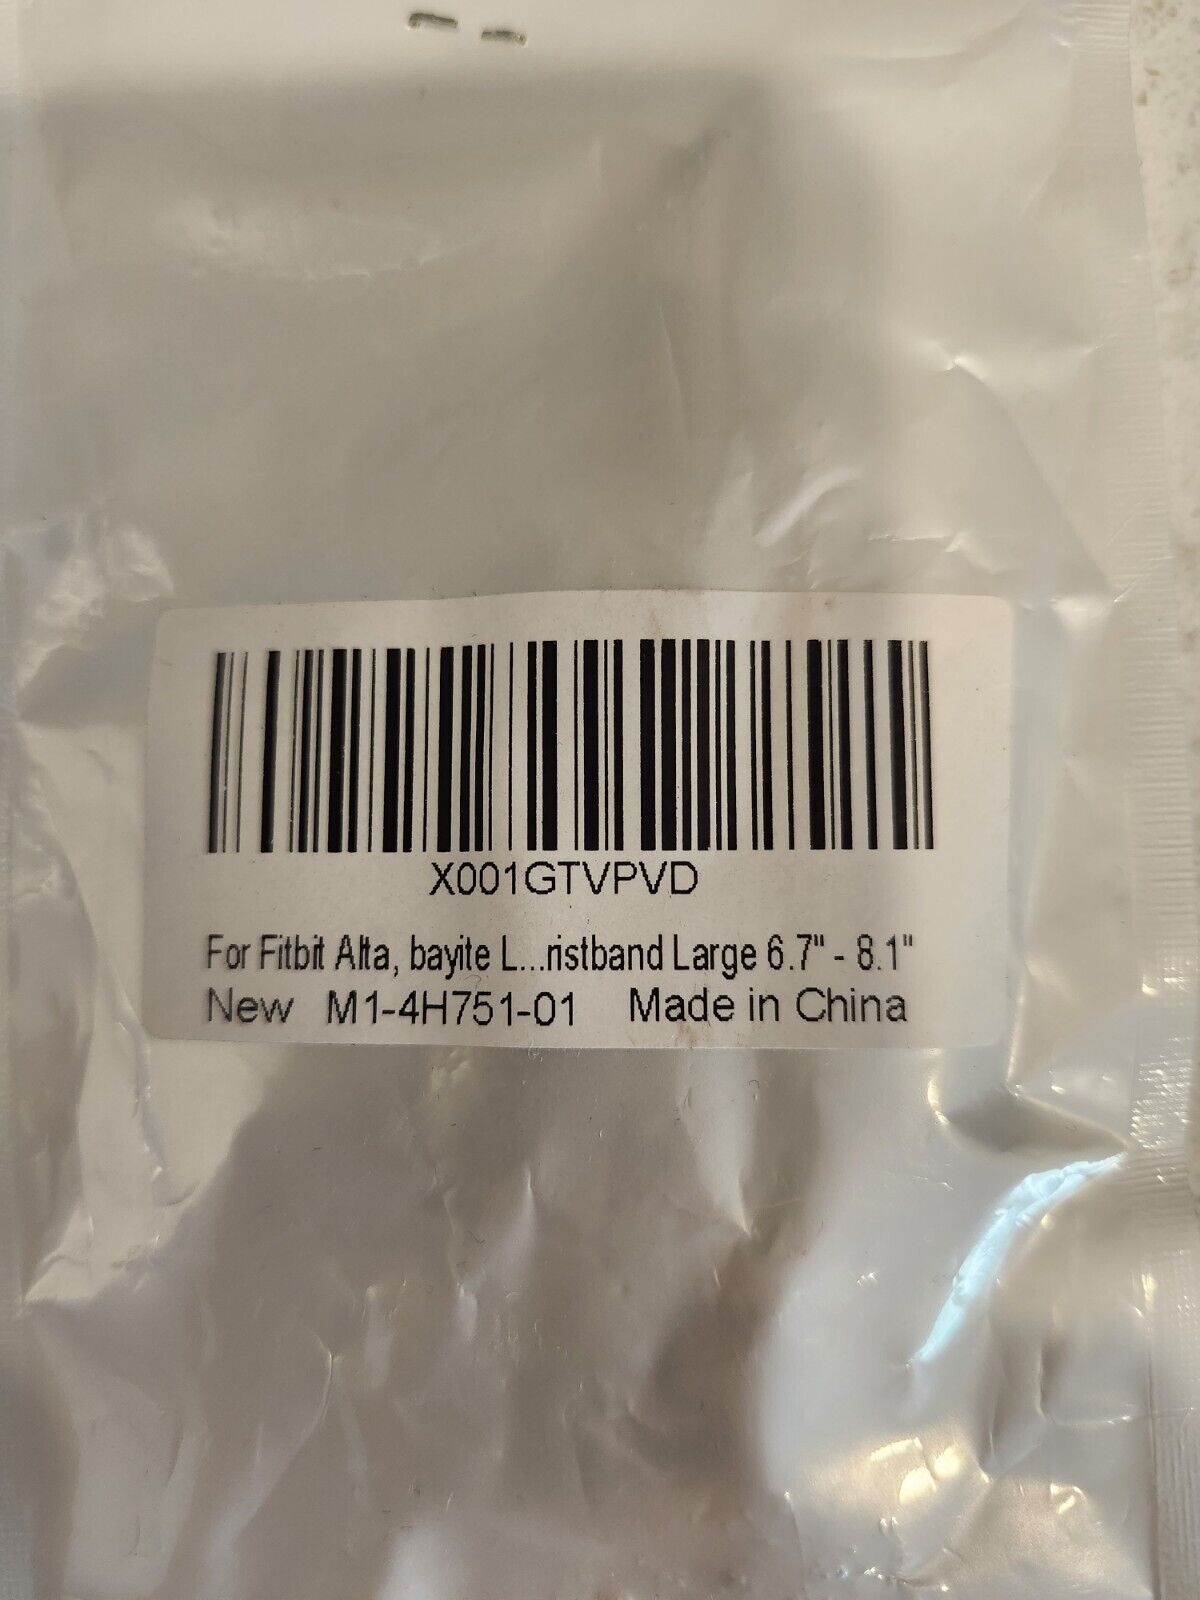 X001GTVPVD
For Fitbit Alta, bayite L...ristband Large 6.7" - 8.1"
New M1-4H751-01 Made in China